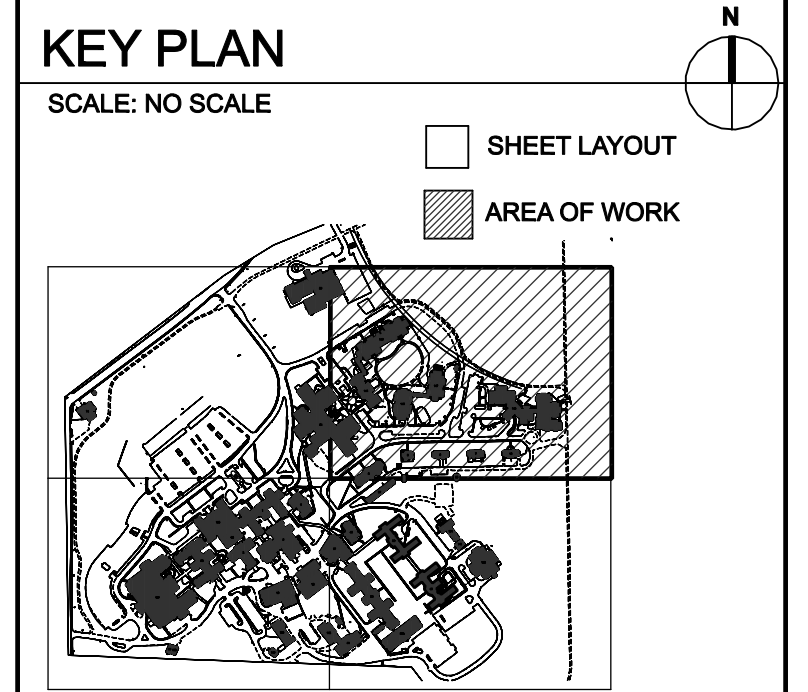 N
KEY PLAN
SCALE: NO SCALE
SHEET LAYOUT
AREA OF WORK